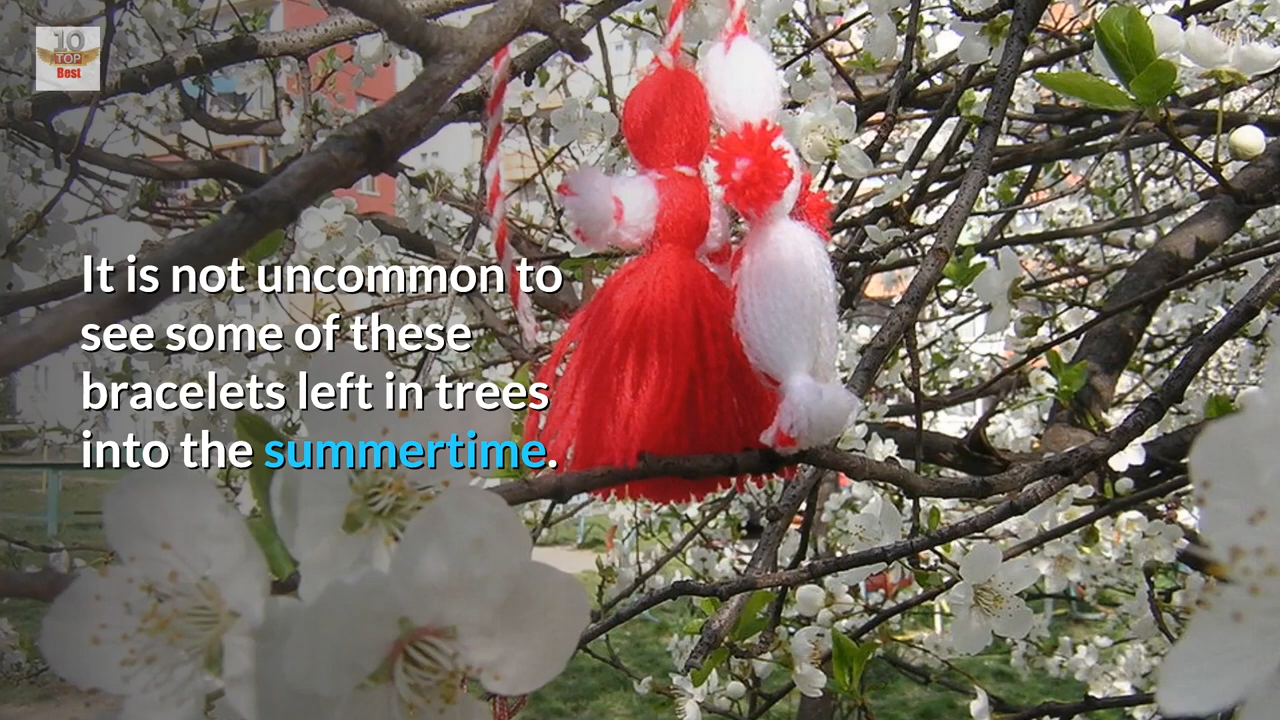 10
TOP
Best
It is not uncommon to
see some of these
bracelets left in trees
into the summertime.